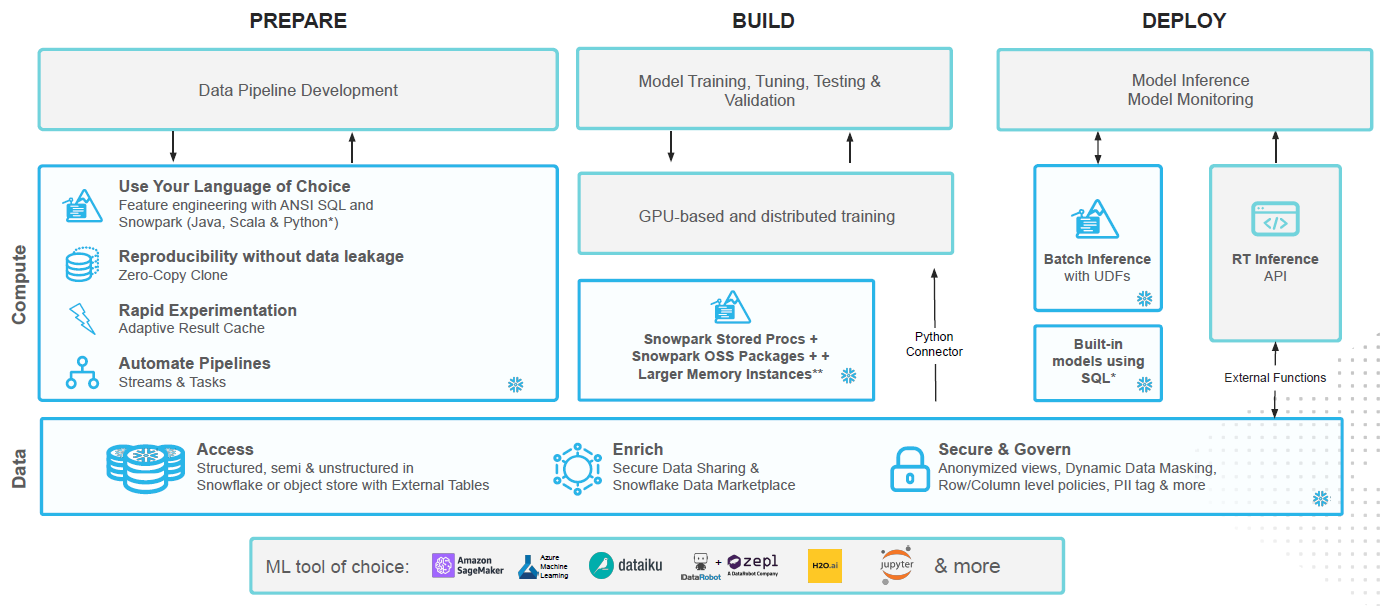 PREPARE
BUILD
DEPLOY
Data Pipeline Development
Model Training, Tuning, Testing &
Validation
Model Inference
Model Monitoring
Compute
Use Your Language of Choice
Feature engineering with ANSI SQL and
Snowpark (Java, Scala & Python*)
Reproducibility without data leakage
Zero-Copy Clone
Rapid Experimentation
Adaptive Result Cache
Automate Pipelines
Streams & Tasks
GPU-based and distributed training
Snowpark Stored Procs +
Snowpark OSS Packages + +
Larger Memory Instances**
Python
Connector
Batch Inference
with UDFs
Built-in
models using
SQL*
RT Inference
API
External Functions
Data
Access
Structured, semi & unstructured in
Snowflake or object store with External Tables
Enrich
Secure Data Sharing &
Snowflake Data Marketplace
Secure & Govern
Anonymized views, Dynamic Data Masking,
Row/Column level policies, PII tag & more
ML tool of choice:
Amazon
SageMaker
Azure
Machine
Learning
dataiku
DataRobot
+
zepl
A DataRobot Company
H2O.ai
jupyter
& more